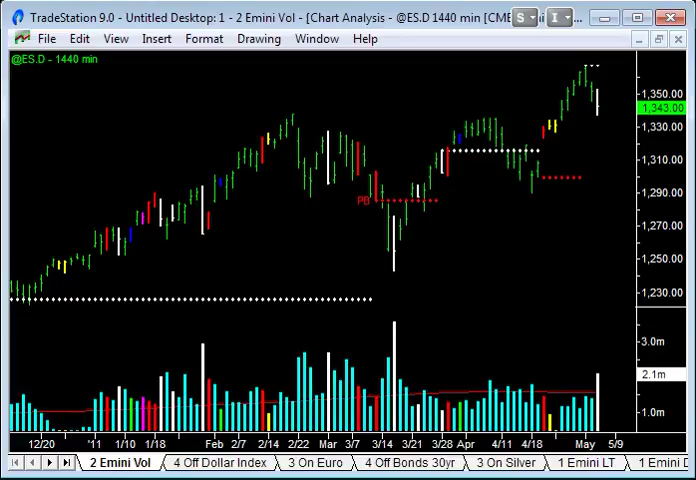 TradeStation 9.0 - Untitled Desktop: 1 - 2 Emini Vol - [Chart Analysis - @ES.D 1440 min [CME
S
I
File Edit View Insert Format Drawing Window Help
@ES.D - 1440 min
1,350.00
1,343.00
1,330.00
1,310.00
PB
1,290.00
1,270.00
1,250.00
1,230.00
3.0m
2.1m
1.0m
12/20 '11 1/10 1/18 Feb 2/7 2/14 2/22 Mar 3/7 3/14 3/21 3/28 Apr 4/11 4/18 May 5/9
2 Emini Vol 4 Off Dollar Index 3 On Euro 4 Off Bonds 30yr 3 On Silver 1 Emini LT 1 Emini D